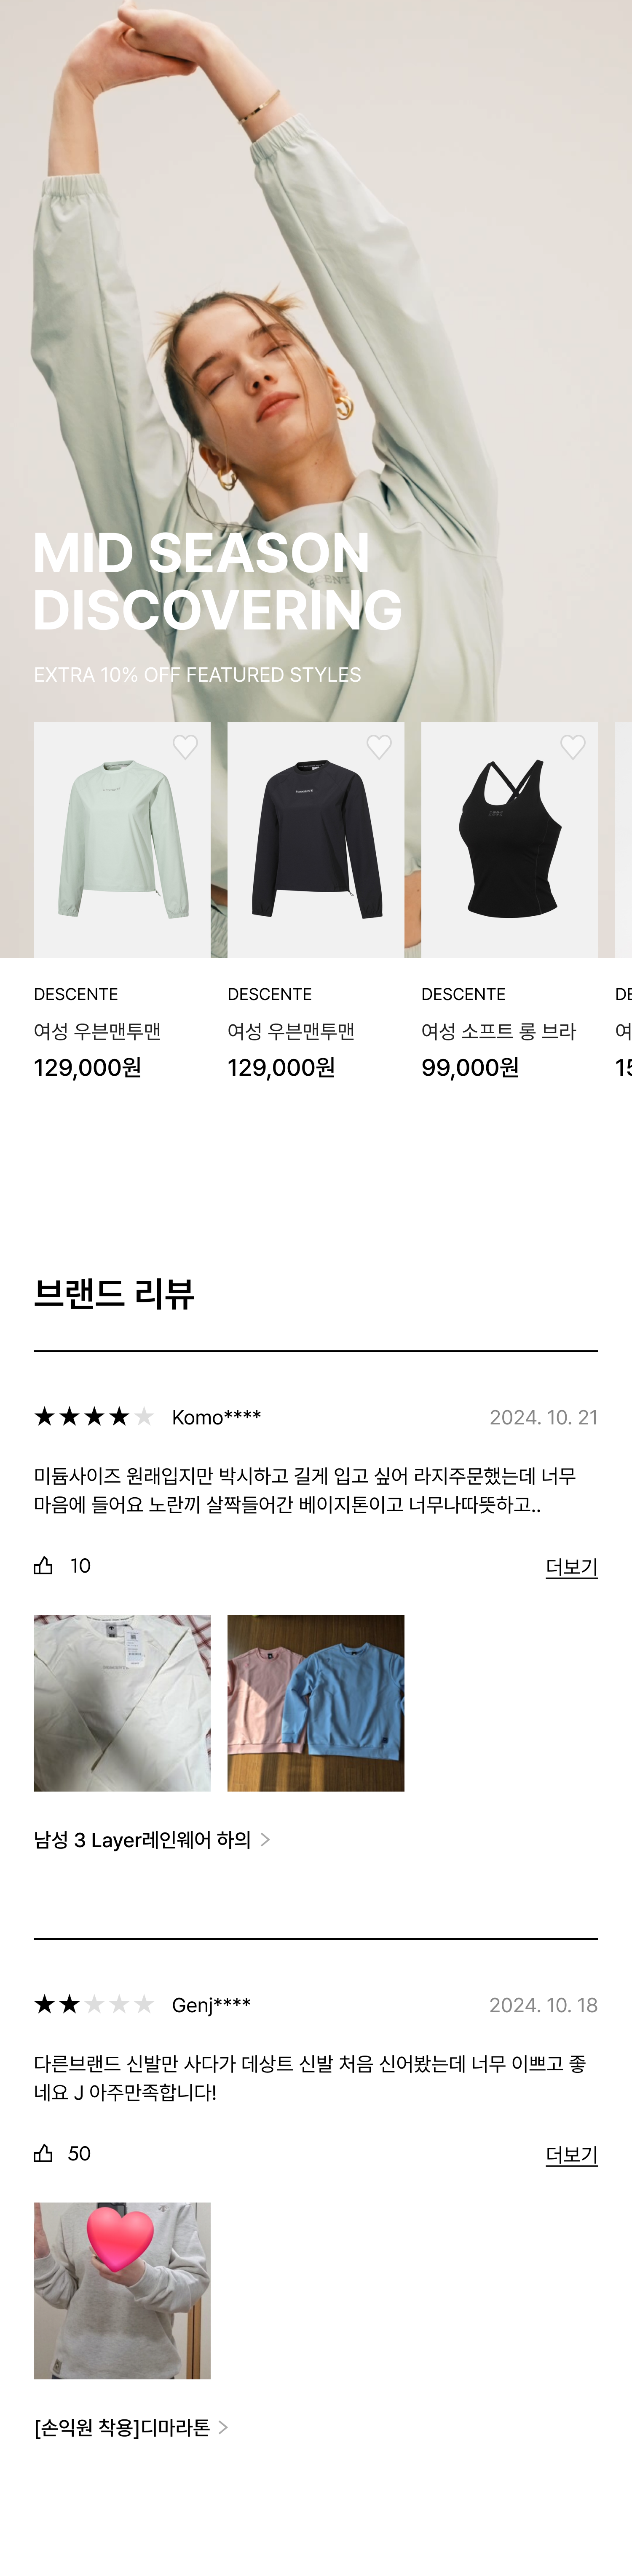 MID SEASON
DISCOVERING
EXTRA 10% OFF FEATURED STYLES
DESCENTE
여성 우븐맨투맨
129,000원
DESCENTE
여성 우븐맨투맨
129,000원
DESCENTE
여성 소프트 롱 브라
99,000원
브랜드 리뷰
Komo****
2024. 10. 21
미듐사이즈 원래입지만 박시하고 길게 입고 싶어 라지주문했는데 너무
마음에 들어요 노란끼 살짝들어간 베이지톤이고 너무나따뜻하고..
10
더보기
남성 3 Layer레인웨어 하의
Genj****
2024. 10. 18
다른브랜드 신발만 사다가 데상트 신발 처음 신어봤는데 너무 이쁘고 좋
네요 J 아주만족합니다!
50
더보기
[손익원 착용]디마라톤